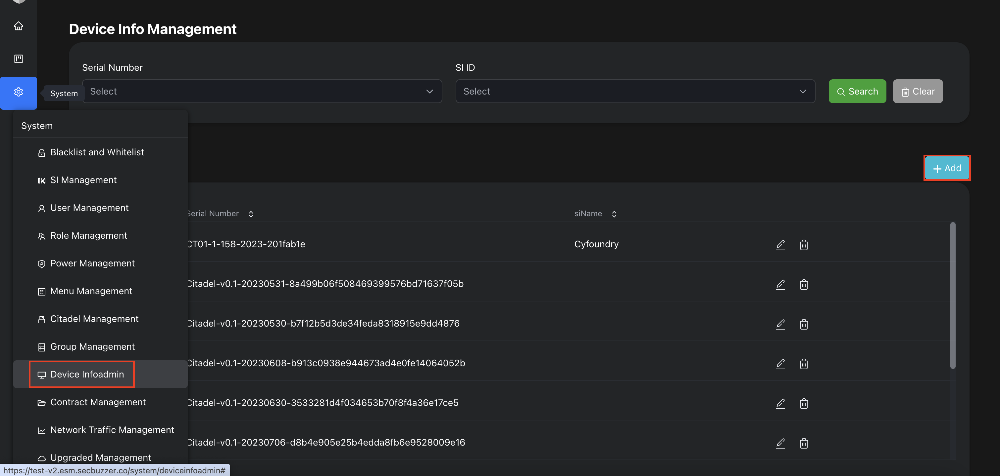 Device Info Management
Serial Number
SI ID
System
Select
Select
Search
Clear
System
Blacklist and Whitelist
SI Management
User Management
Role Management
Power Management
Menu Management
Citadel Management
Group Management
Device Infoadmin
Contract Management
Network Traffic Management
Upgraded Management
Add
Serial Number
siName
CT01-1-158-2023-201fab1e
Cyfoundry
Citadel-v0.1-20230531-8a499b06f508469399576bd71637f05b
Citadel-v0.1-20230530-b7f12b5d3de34feda8318915e9dd4876
Citadel-v0.1-20230608-b913c0938e944673ad4e0fe14064052b
Citadel-v0.1-20230630-3533281d4f034653b70f8f4a36e17ce5
Citadel-v0.1-20230706-d8b4e905e25b4edda8fb6e9528009e16
https://test-v2.esm.secbuzzer.co/system/deviceinfoadmin#